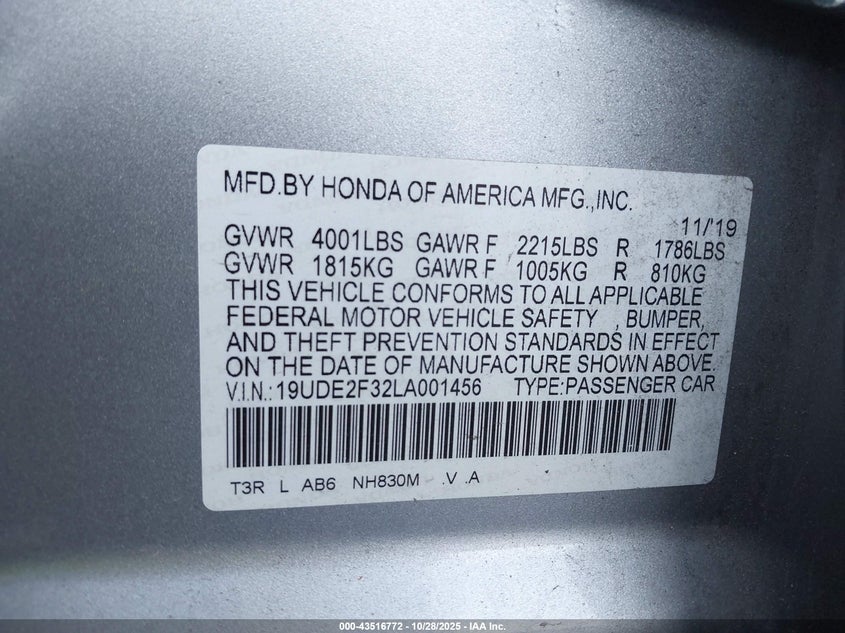 MFD.BY HONDA OF AMERICA MFG.,INC.
11/'19
GVWR 4001LBS GAWR F 2215LBS R 1786LBS
GVWR 1815KG GAWR F 1005KG R 810KG
THIS VEHICLE CONFORMS TO ALL APPLICABLE
FEDERAL MOTOR VEHICLE SAFETY , BUMPER,
AND THEFT PREVENTION STANDARDS IN EFFECT
ON THE DATE OF MANUFACTURE SHOWN ABOVE.
V.I.N.:19UDE2F32LA001456 TYPE:PASSENGER CAR
T3R L AB6 NH830M .V .A
000-43516772 - 10/28/2025 - IAA Inc.